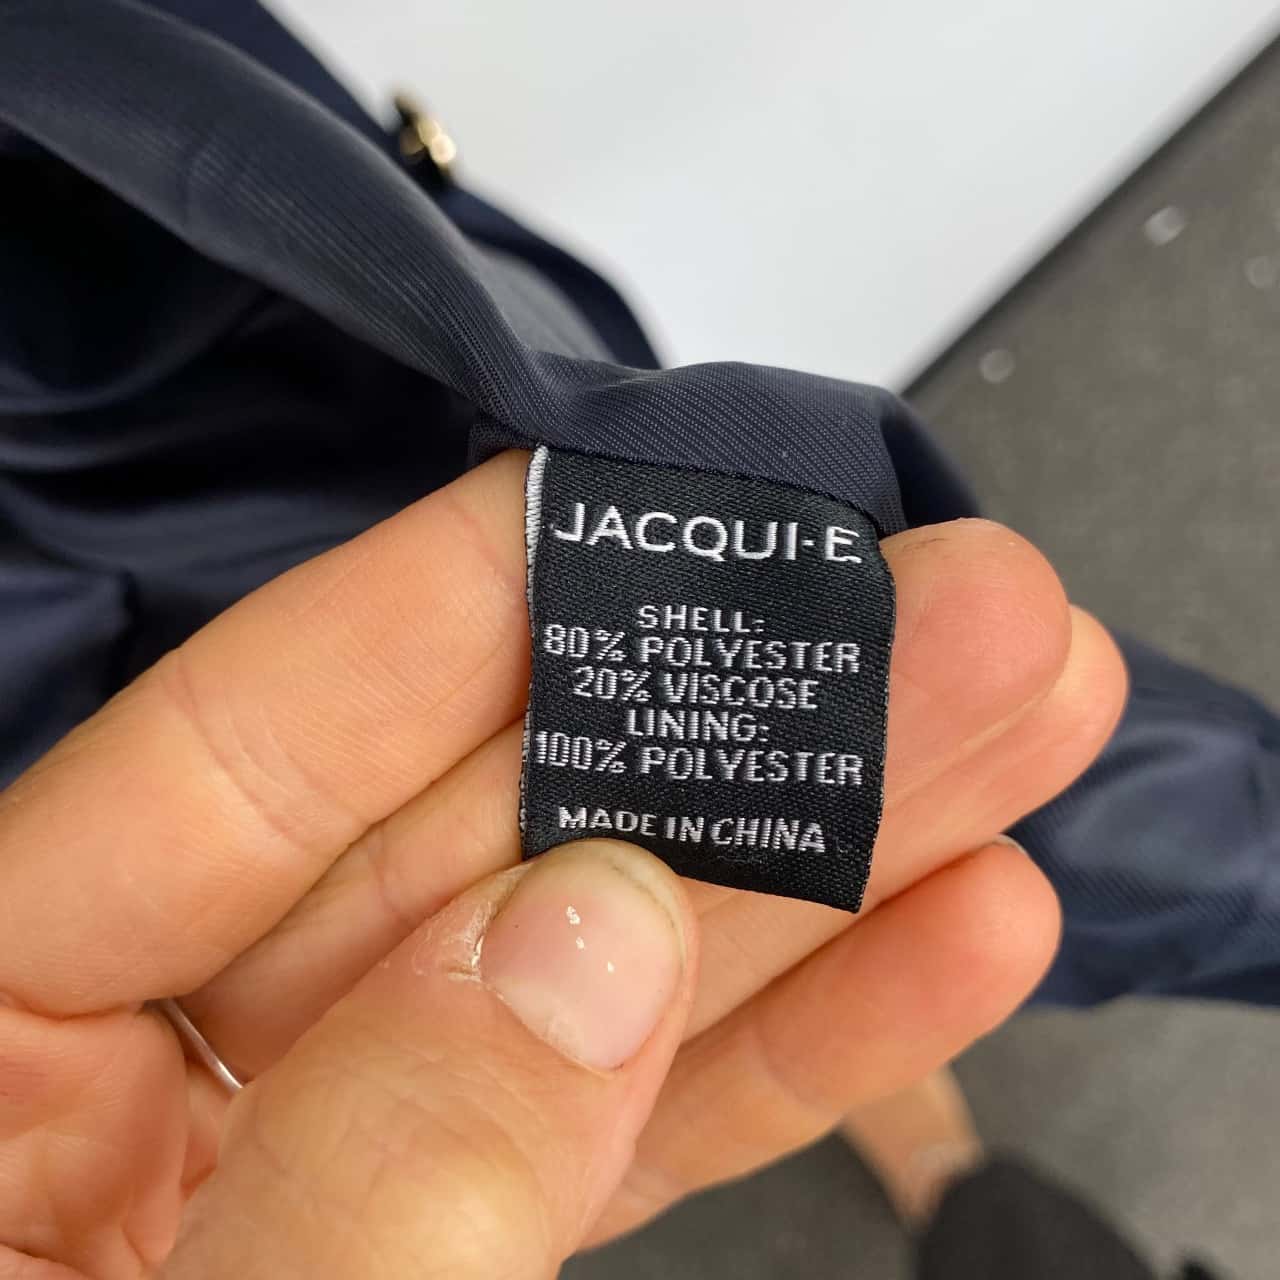 JACQUI-E
SHELL:
80% POLYESTER
20% VISCOSE
LINING:
100% POLYESTER
MADE IN CHINA